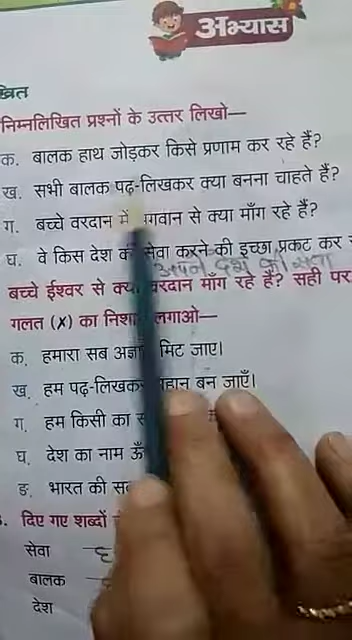 अभ्यास
निम्नलिखित प्रश्नों के उत्तर लिखो—
क. बालक हाथ जोड़कर किसे प्रणाम कर रहे हैं?
ख. सभी बालक पढ़-लिखकर क्या बनना चाहते हैं?
ग. बच्चे वरदान में भगवान से क्या माँग रहे हैं?
घ. वे किस देश की सेवा करने की इच्छा प्रकट कर
अपने देश की सेवा
बच्चे ईश्वर से क्या वरदान माँग रहे हैं? सही पर
गलत (✗) का निशा लगाओ—
क. हमारा सब अज्ञा मिट जाए।
ख. हम पढ़-लिखक महान बन जाएँ।
ग. हम किसी का
घ. देश का नाम ऊँ
ङ. भारत की
दिए गए शब्दों
सेवा
बालक
देश